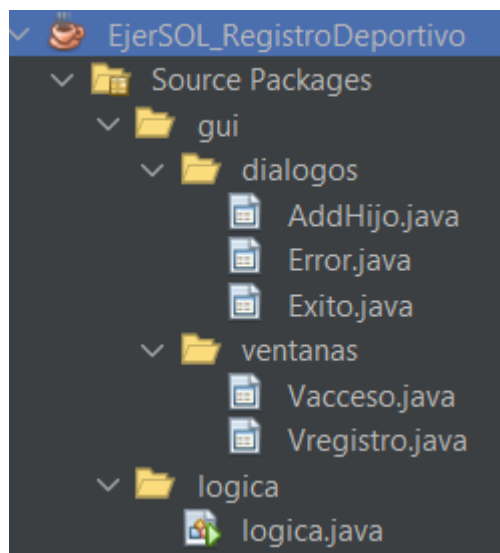 EjerSOL_RegistroDeportivo
Source Packages
gui
dialogos
AddHijo.java
Error.java
Exito.java
ventanas
Vacceso.java
Vregistro.java
logica
logica.java